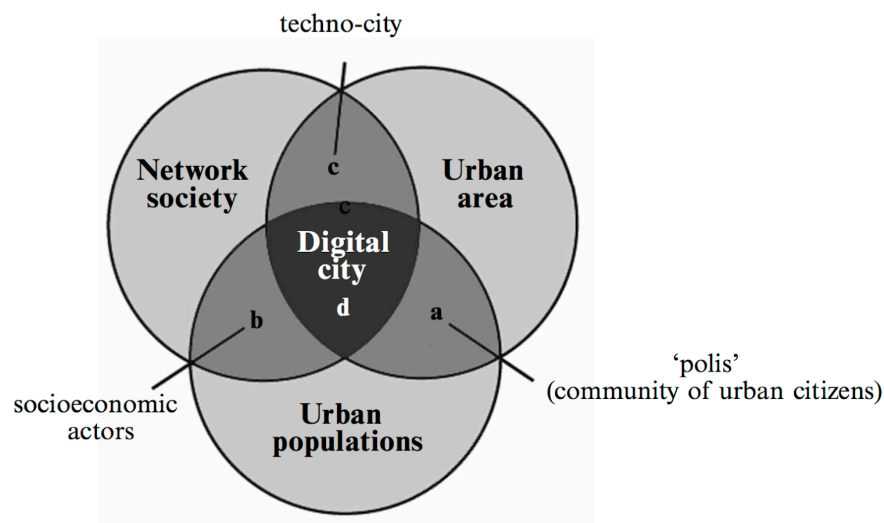 techno-city
c
Network
society
Urban
area
c
Digital
city
d
b
a
‘polis’
(community of urban citizens)
socioeconomic
actors
Urban
populations